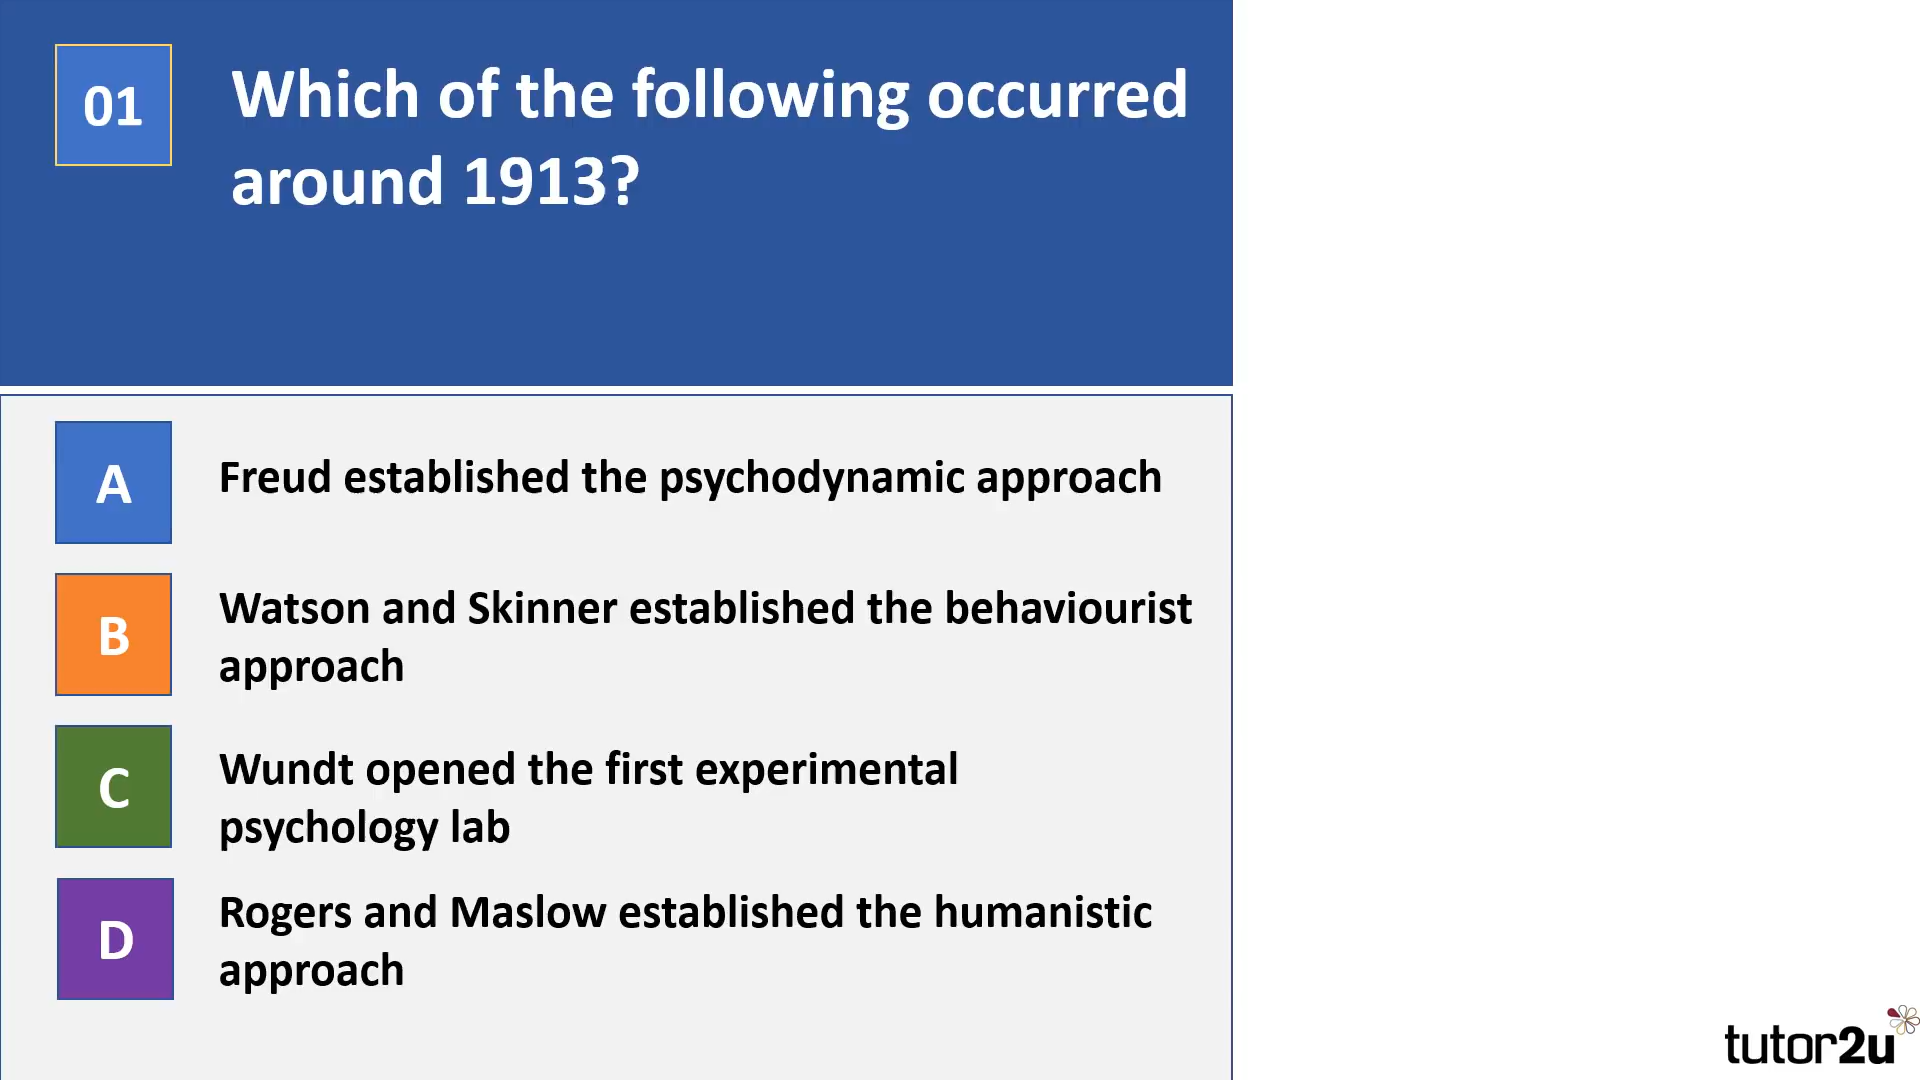 01
Which of the following occurred
around 1913?
A
Freud established the psychodynamic approach
B
Watson and Skinner established the behaviourist
approach
C
Wundt opened the first experimental
psychology lab
D
Rogers and Maslow established the humanistic
approach
tutor2u